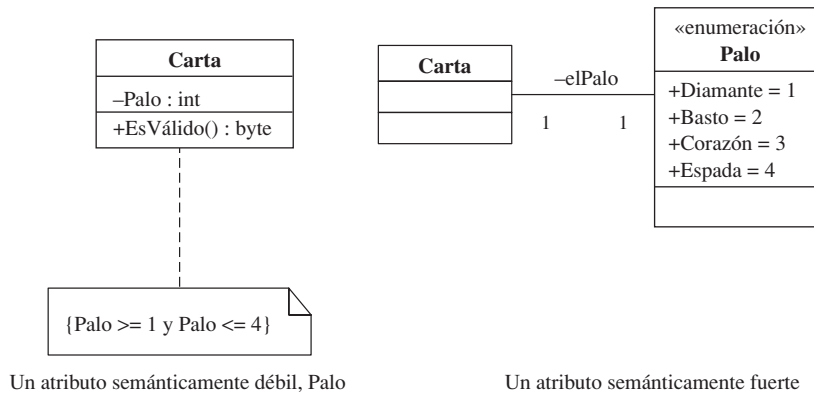 Carta
–Palo : int
+EsVálido() : byte
{Palo >= 1 y Palo <= 4}
Un atributo semánticamente débil, Palo
Carta
–elPalo
1
1
«enumeración»
Palo
+Diamante = 1
+Basto = 2
+Corazón = 3
+Espada = 4
Un atributo semánticamente fuerte